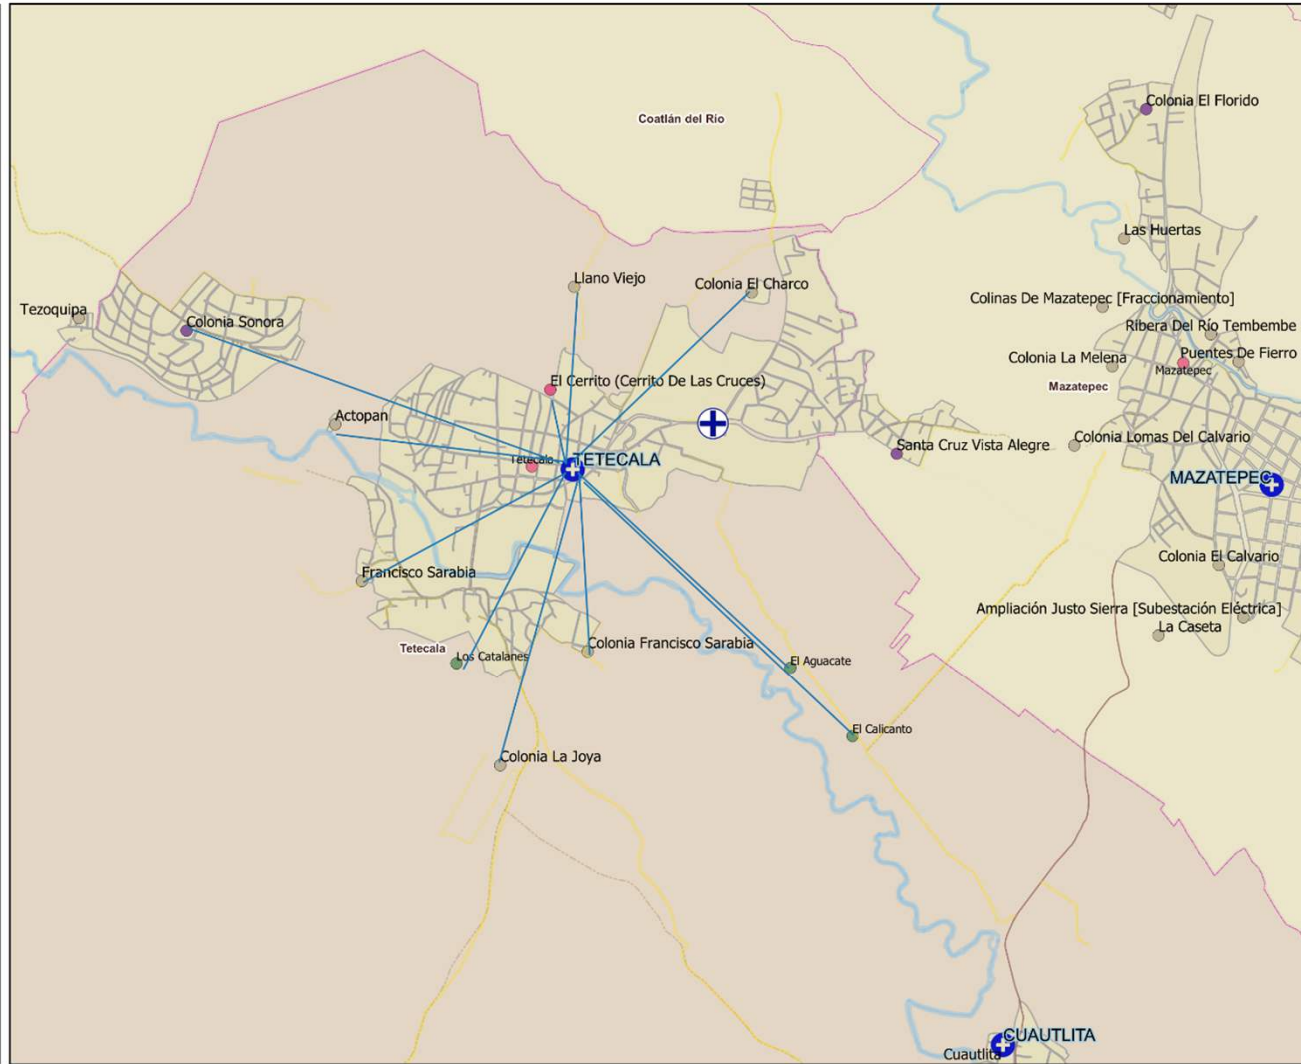 Colonia El Florido
Coatlán del Río
Las Huertas
Llano Viejo
Colonia El Charco
Colinas De Mazatepec [Fraccionamiento]
Tezoquipa
Colonia Sonora
Ribera Del Río Tembembe
Colonia La Melena
Puentes De Fierro
Mazatepec
El Cerrito (Cerrito De Las Cruces)
Mazatepec
Actopan
Santa Cruz Vista Alegre
Colonia Lomas Del Calvario
Tetecala
TETECALA
MAZATEPEC
Colonia El Calvario
Francisco Sarabia
Ampliación Justo Sierra [Subestación Eléctrica]
La Caseta
Tetecala
Los Catalanes
Colonia Francisco Sarabia
El Aguacate
El Calicanto
Colonia La Joya
CUAUTLITA
Cuautlita